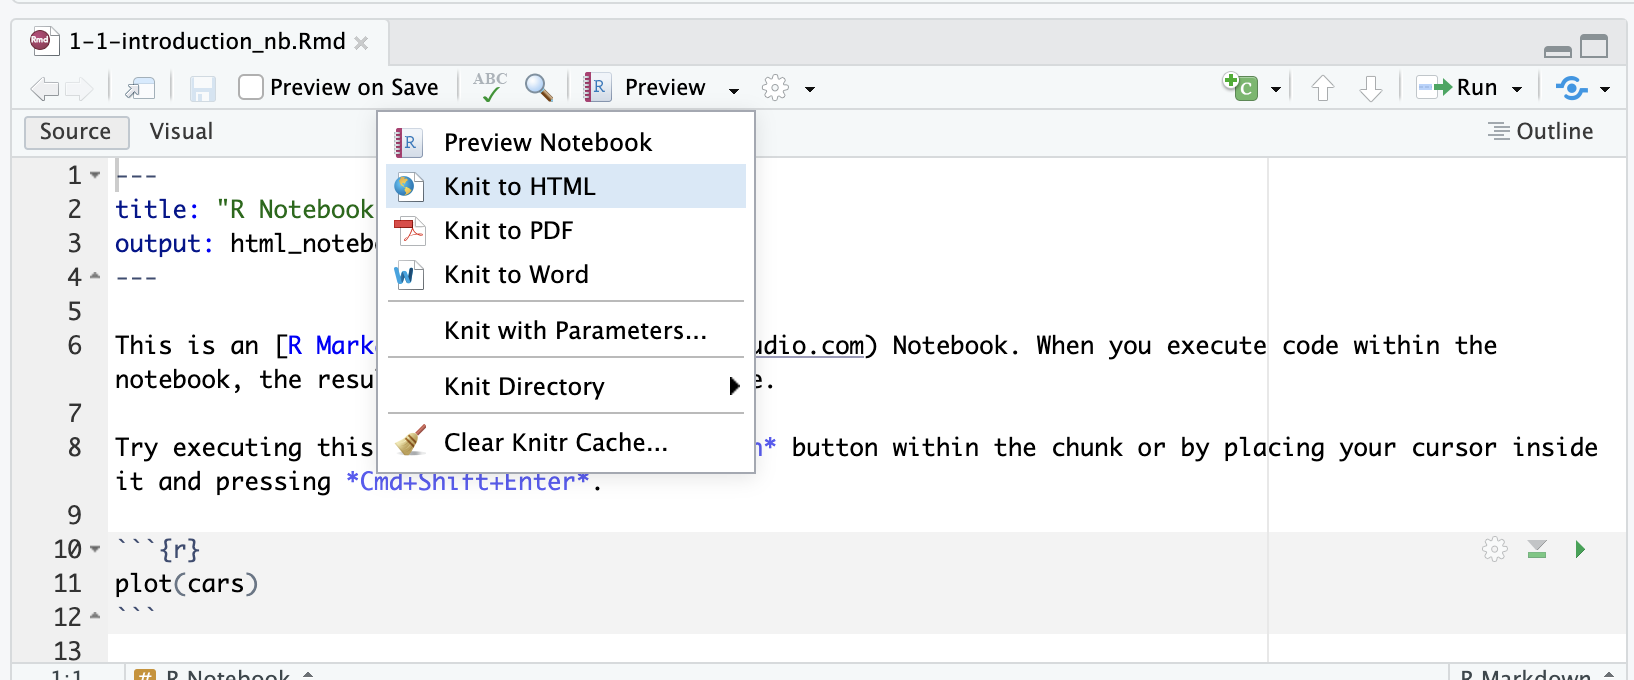 1-1-introduction_nb.Rmd
Preview on Save ABC Preview Run
Source Visual Outline
Preview Notebook
Knit to HTML
Knit to PDF
Knit to Word
Knit with Parameters...
Knit Directory
Clear Knitr Cache...
1 ---
2 title: "R Notebook
3 output: html_noteb
4 ---
5
6 This is an [R Mark udio.com) Notebook. When you execute code within the
notebook, the resu e.
7
8 Try executing this n* button within the chunk or by placing your cursor inside
it and pressing *Cmd+Shift+Enter*.
9
10 ```{r}
11 plot(cars)
12 ```
13
1:1 # R Notebook R Markdown